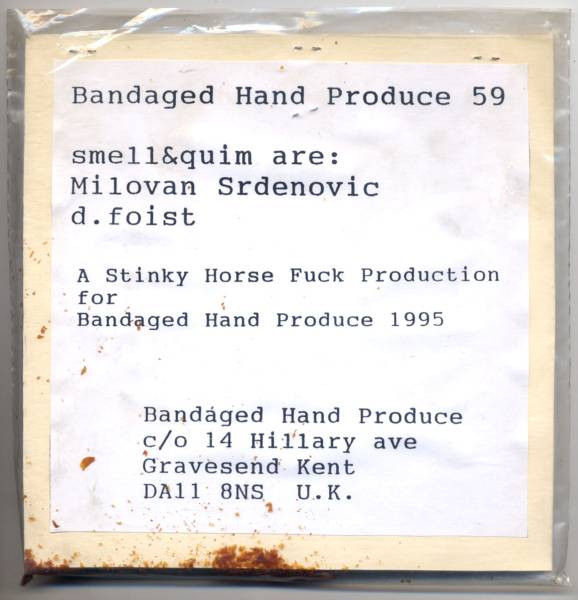 Bandaged Hand Produce 59
smell&quim are:
Milovan Srdenovic
d.foist
A Stinky Horse Fuck Production
for
Bandaged Hand Produce 1995
Bandaged Hand Produce
c/o 14 Hillary ave
Gravesend Kent
DA11 8NS U.K.